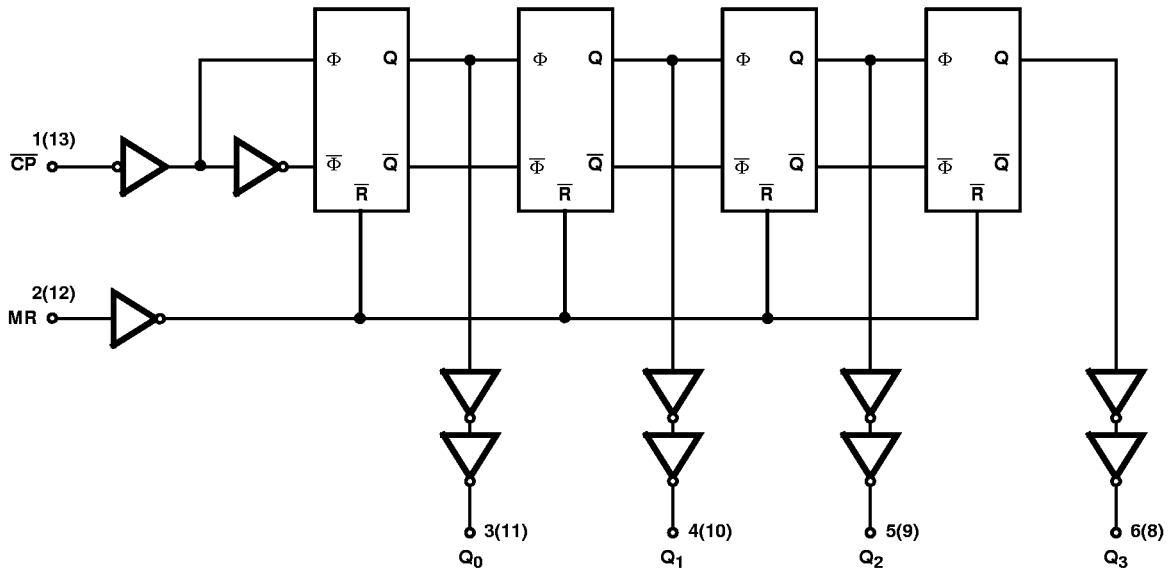 Φ Q Φ Q Φ Q Φ Q
1(13)
C̅P̅
Φ̅ Q̅ Φ̅ Q̅ Φ̅ Q̅ Φ̅ Q̅
R̅ R̅ R̅ R̅
2(12)
MR
3(11) 4(10) 5(9) 6(8)
Q₀ Q₁ Q₂ Q₃